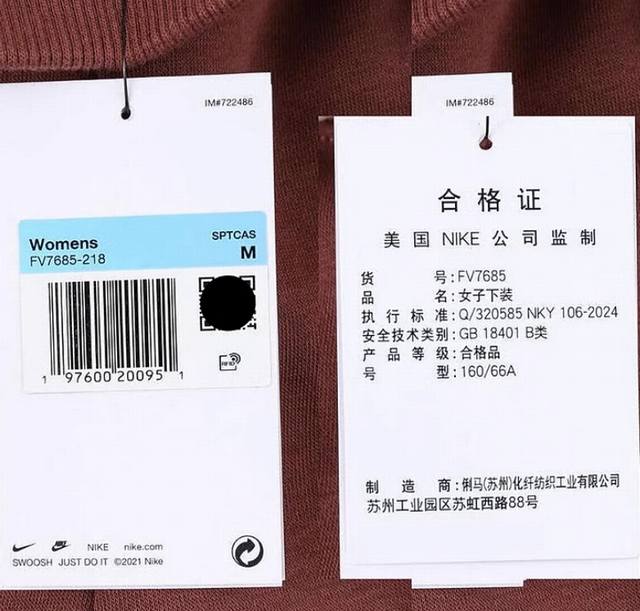 IM#722486
Womens
SPTCAS
FV7685-218
M
1 97600 20095 1
RFID
NIKE nike.com
SWOOSH JUST DO IT ©2021 Nike
IM#722486
合格证
美国 NIKE 公司监制
货号:FV7685
品名:女子下装
执行标准:Q/320585 NKY 106-2024
安全技术类别:GB 18401 B类
产品等级:合格品
号型:160/66A
制造商:俐马(苏州)化纤纺织工业有限公司
苏州工业园区苏虹西路88号